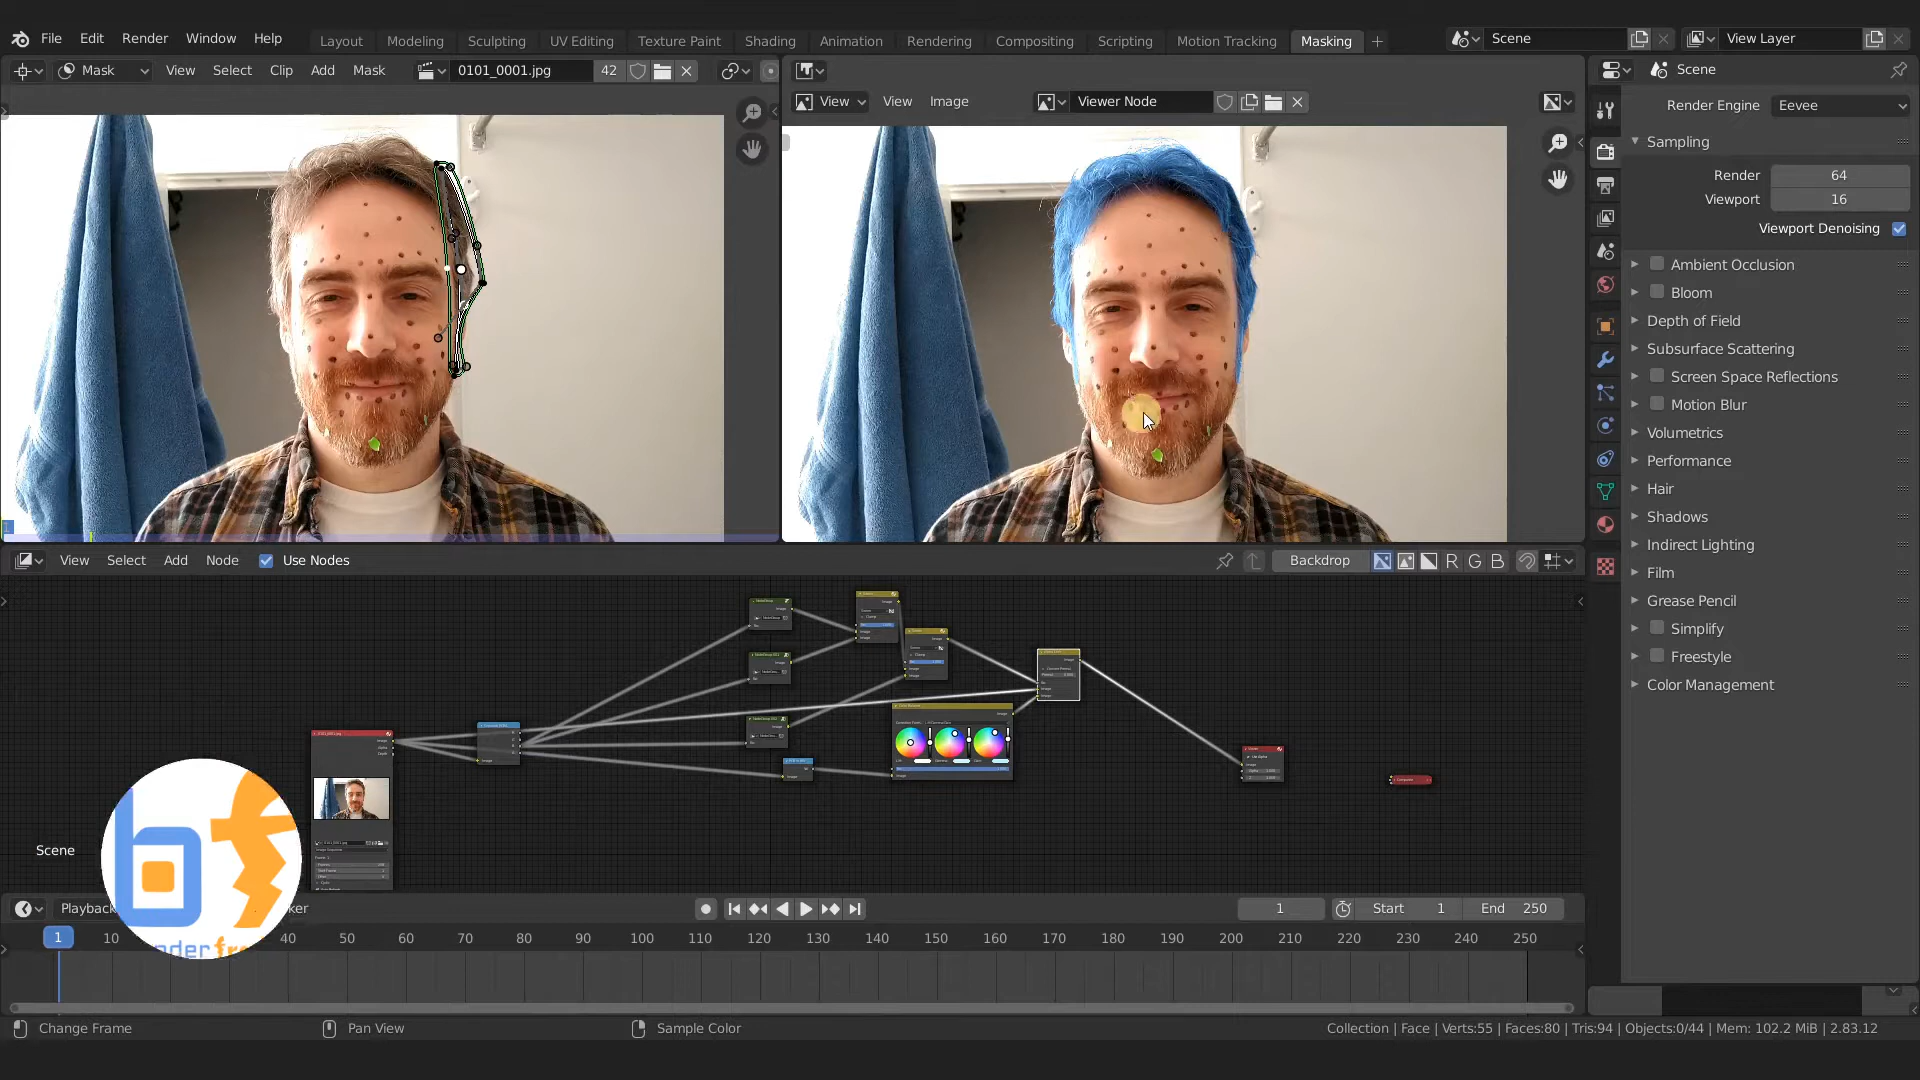 File Edit Render Window Help Layout Modeling Sculpting UV Editing Texture Paint Shading Animation Rendering Compositing Scripting Motion Tracking Masking + Scene View Layer
Mask View Select Clip Add Mask 0101_0001.jpg 42
Scene
View View Image Viewer Node
Render Engine Eevee
Sampling
Render 64
Viewport 16
Viewport Denoising
Ambient Occlusion
Bloom
Depth of Field
Subsurface Scattering
Screen Space Reflections
Motion Blur
Volumetrics
Performance
Hair
Shadows
Indirect Lighting
Film
Grease Pencil
Simplify
Freestyle
Color Management
1
View Select Add Node Use Nodes Backdrop R G B
Scene
Playback
1 Start 1 End 250
1 10 40 50 60 70 80 90 100 110 120 130 140 150 160 170 180 190 200 210 220 230 240 250
Change Frame Pan View Sample Color Collection | Face | Verts:55 | Faces:80 | Tris:94 | Objects:0/44 | Mem: 102.2 MiB | 2.83.12